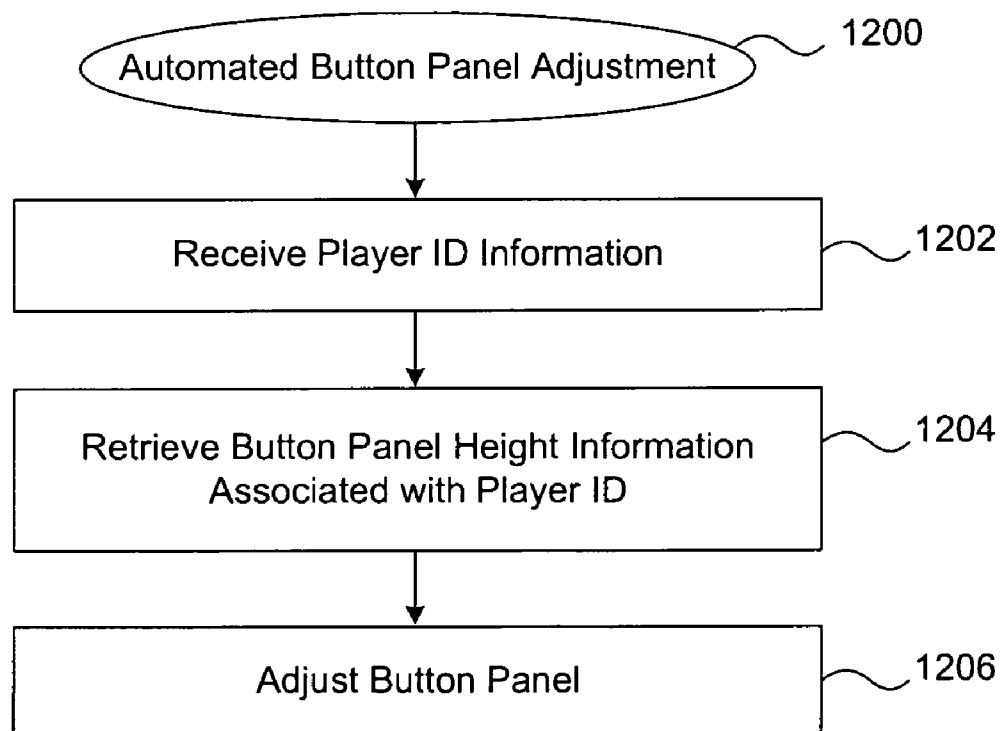 1200
Automated Button Panel Adjustment
1202
Receive Player ID Information
1204
Retrieve Button Panel Height Information
Associated with Player ID
1206
Adjust Button Panel